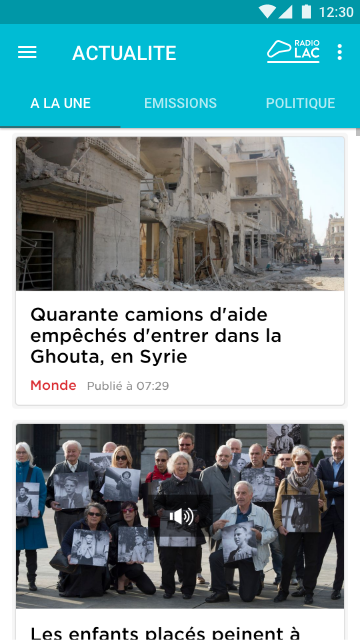 12:30
ACTUALITE
RADIO
LAC
A LA UNE
EMISSIONS
POLITIQUE
Quarante camions d'aide
empêchés d'entrer dans la
Ghouta, en Syrie
Monde Publié à 07:29
Les enfants placés peinent à